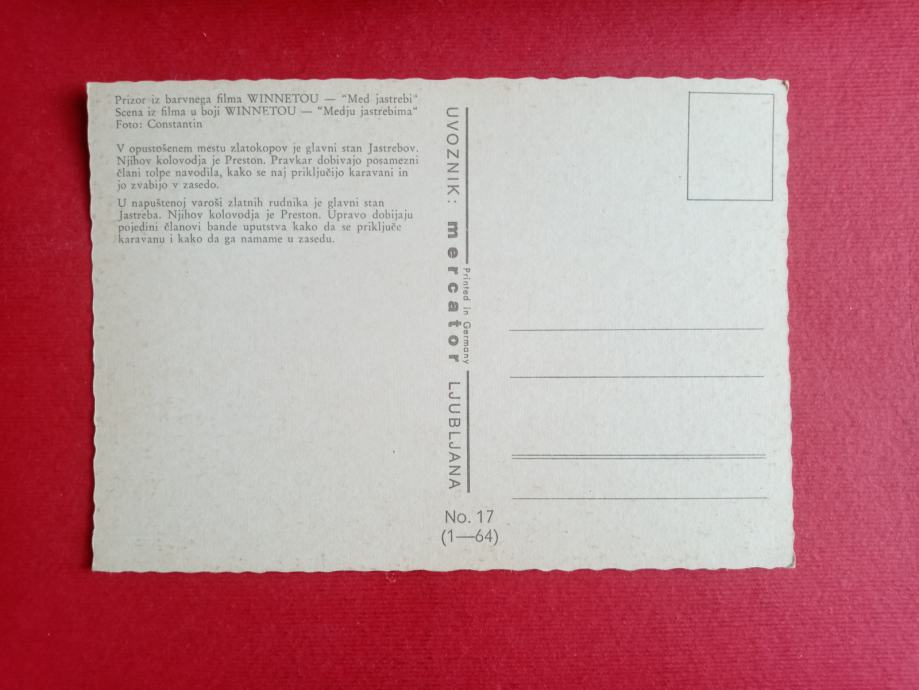 Prizor iz barvnega filma WINNETOU — "Med jastrebi"
Scena iz filma u boji WINNETOU — "Medju jastrebima"
Foto: Constantin
V opustošenem mestu zlatokopov je glavni stan Jastrebov.
Njihov kolovodja je Preston. Pravkar dobivajo posamezni
člani tolpe navodila, kako se naj priključijo karavani in
jo zvabijo v zasedo.
U napuštenoj varoši zlatnih rudnika je glavni stan
Jastreba. Njihov kolovodja je Preston. Upravo dobijaju
pojedini članovi bande uputstva kako da se priključe
karavanu i kako da ga namame u zasedu.
UVOZNIK: mercator LJUBLJANA
Printed in Germany
No. 17
(1—64)